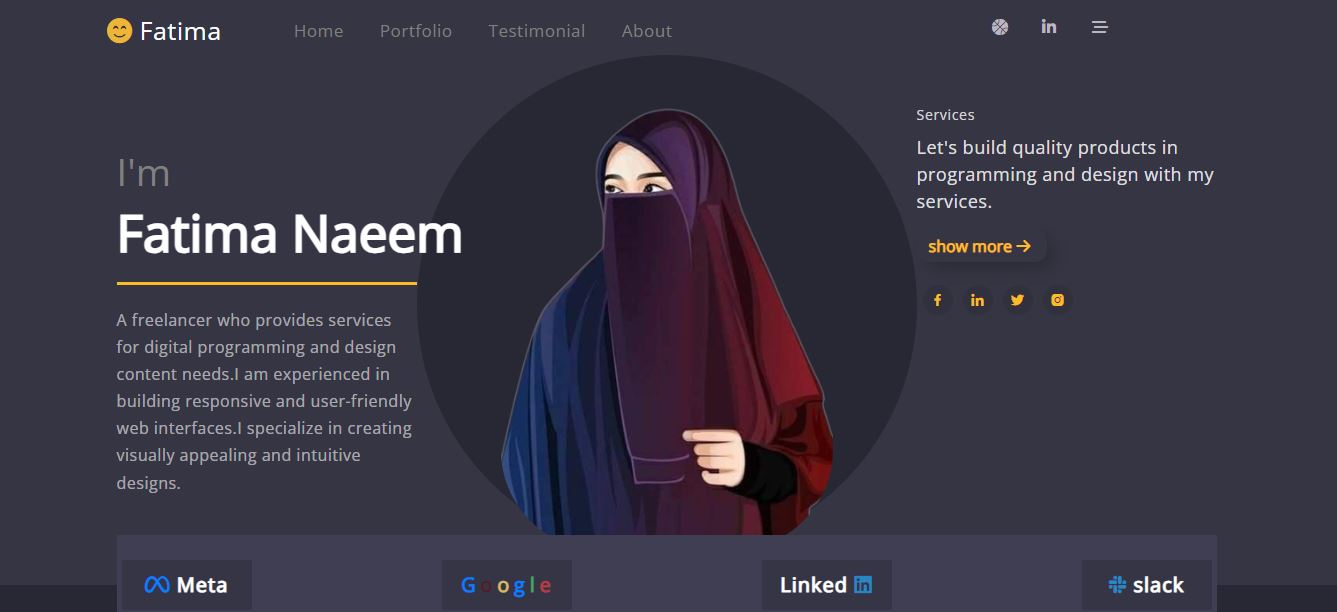 Fatima
Home Portfolio Testimonial About
I'm
Fatima Naeem
A freelancer who provides services
for digital programming and design
content needs.I am experienced in
building responsive and user-friendly
web interfaces.I specialize in creating
visually appealing and intuitive
designs.
Services
Let's build quality products in
programming and design with my
services.
show more
Meta
Google
Linked in
slack